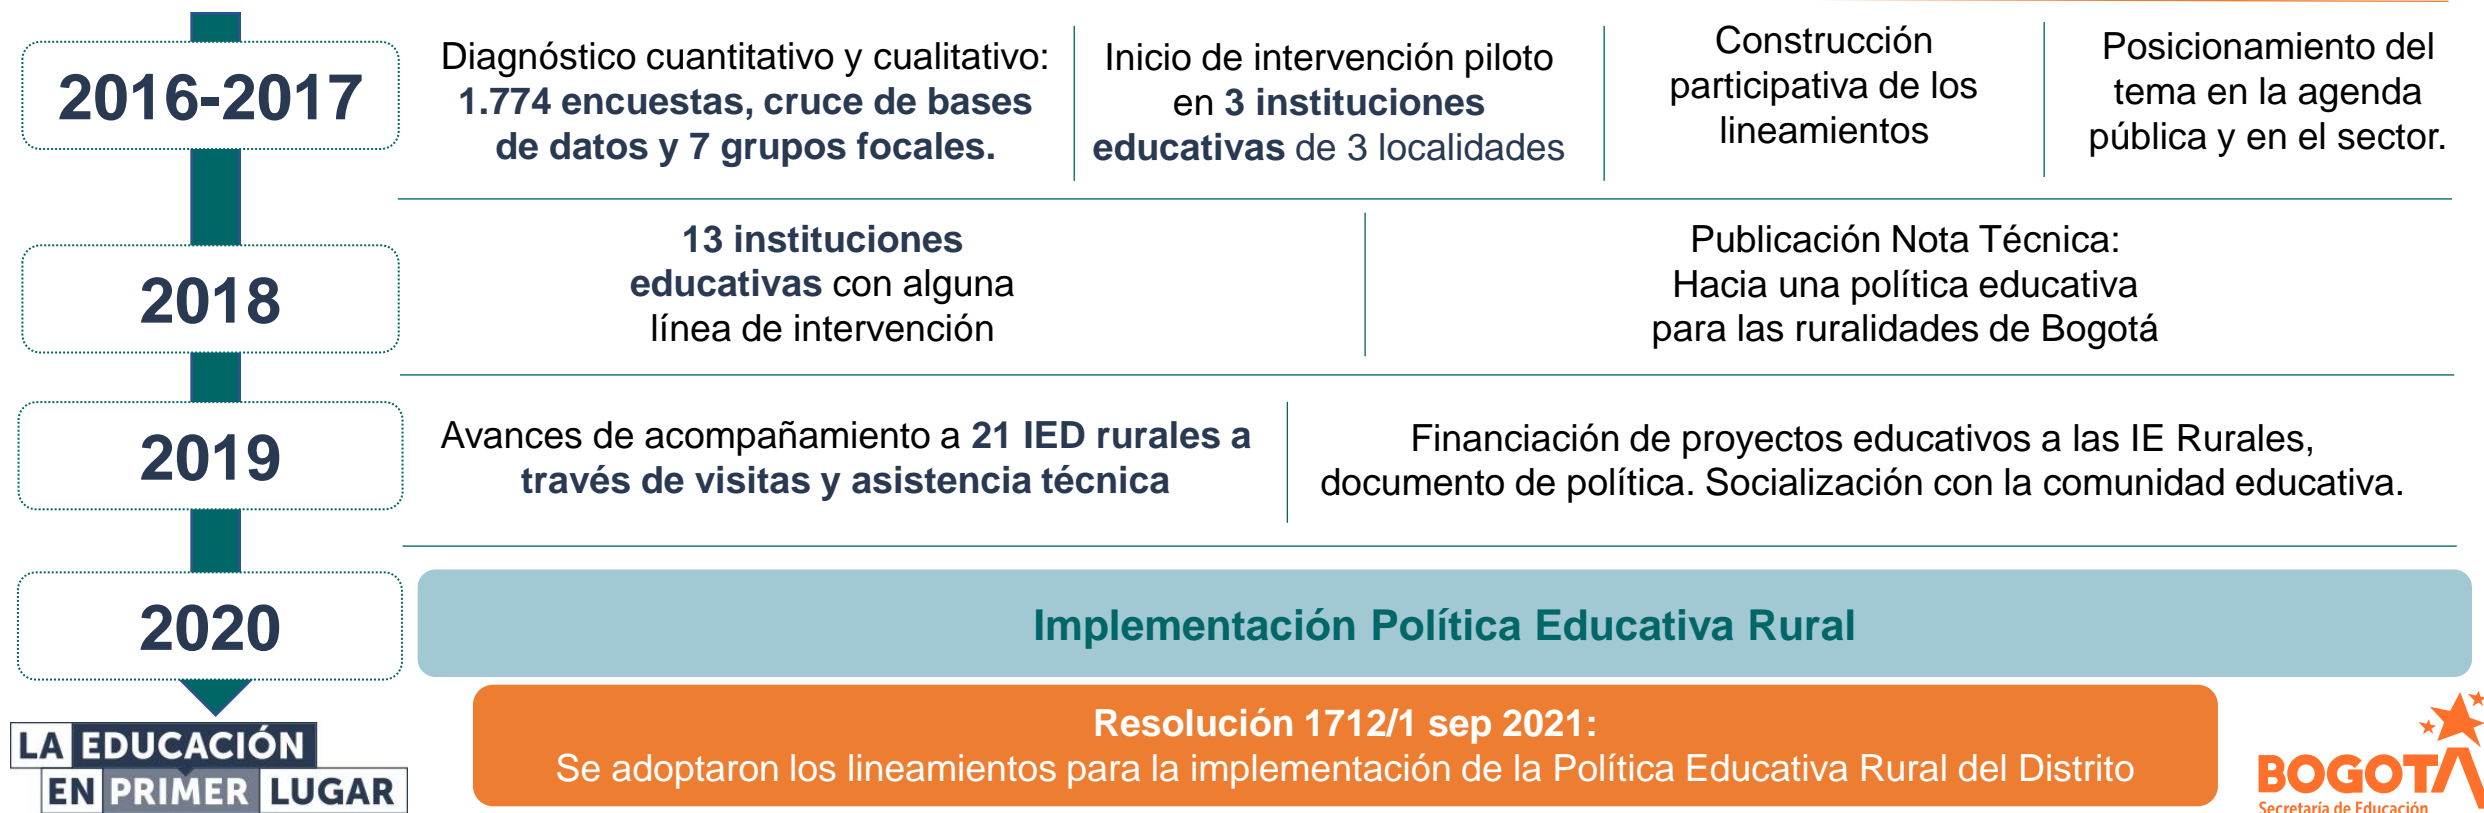 2016-2017
Diagnóstico cuantitativo y cualitativo:
1.774 encuestas, cruce de bases
de datos y 7 grupos focales.
Inicio de intervención piloto
en 3 instituciones
educativas de 3 localidades
Construcción
participativa de los
lineamientos
Posicionamiento del
tema en la agenda
pública y en el sector.
2018
13 instituciones
educativas con alguna
línea de intervención
Publicación Nota Técnica:
Hacia una política educativa
para las ruralidades de Bogotá
2019
Avances de acompañamiento a 21 IED rurales a
través de visitas y asistencia técnica
Financiación de proyectos educativos a las IE Rurales,
documento de política. Socialización con la comunidad educativa.
2020
Implementación Política Educativa Rural
Resolución 1712/1 sep 2021:
Se adoptaron los lineamientos para la implementación de la Política Educativa Rural del Distrito
LA EDUCACIÓN
EN PRIMER LUGAR
BOGOTÁ
Secretaría de Educación